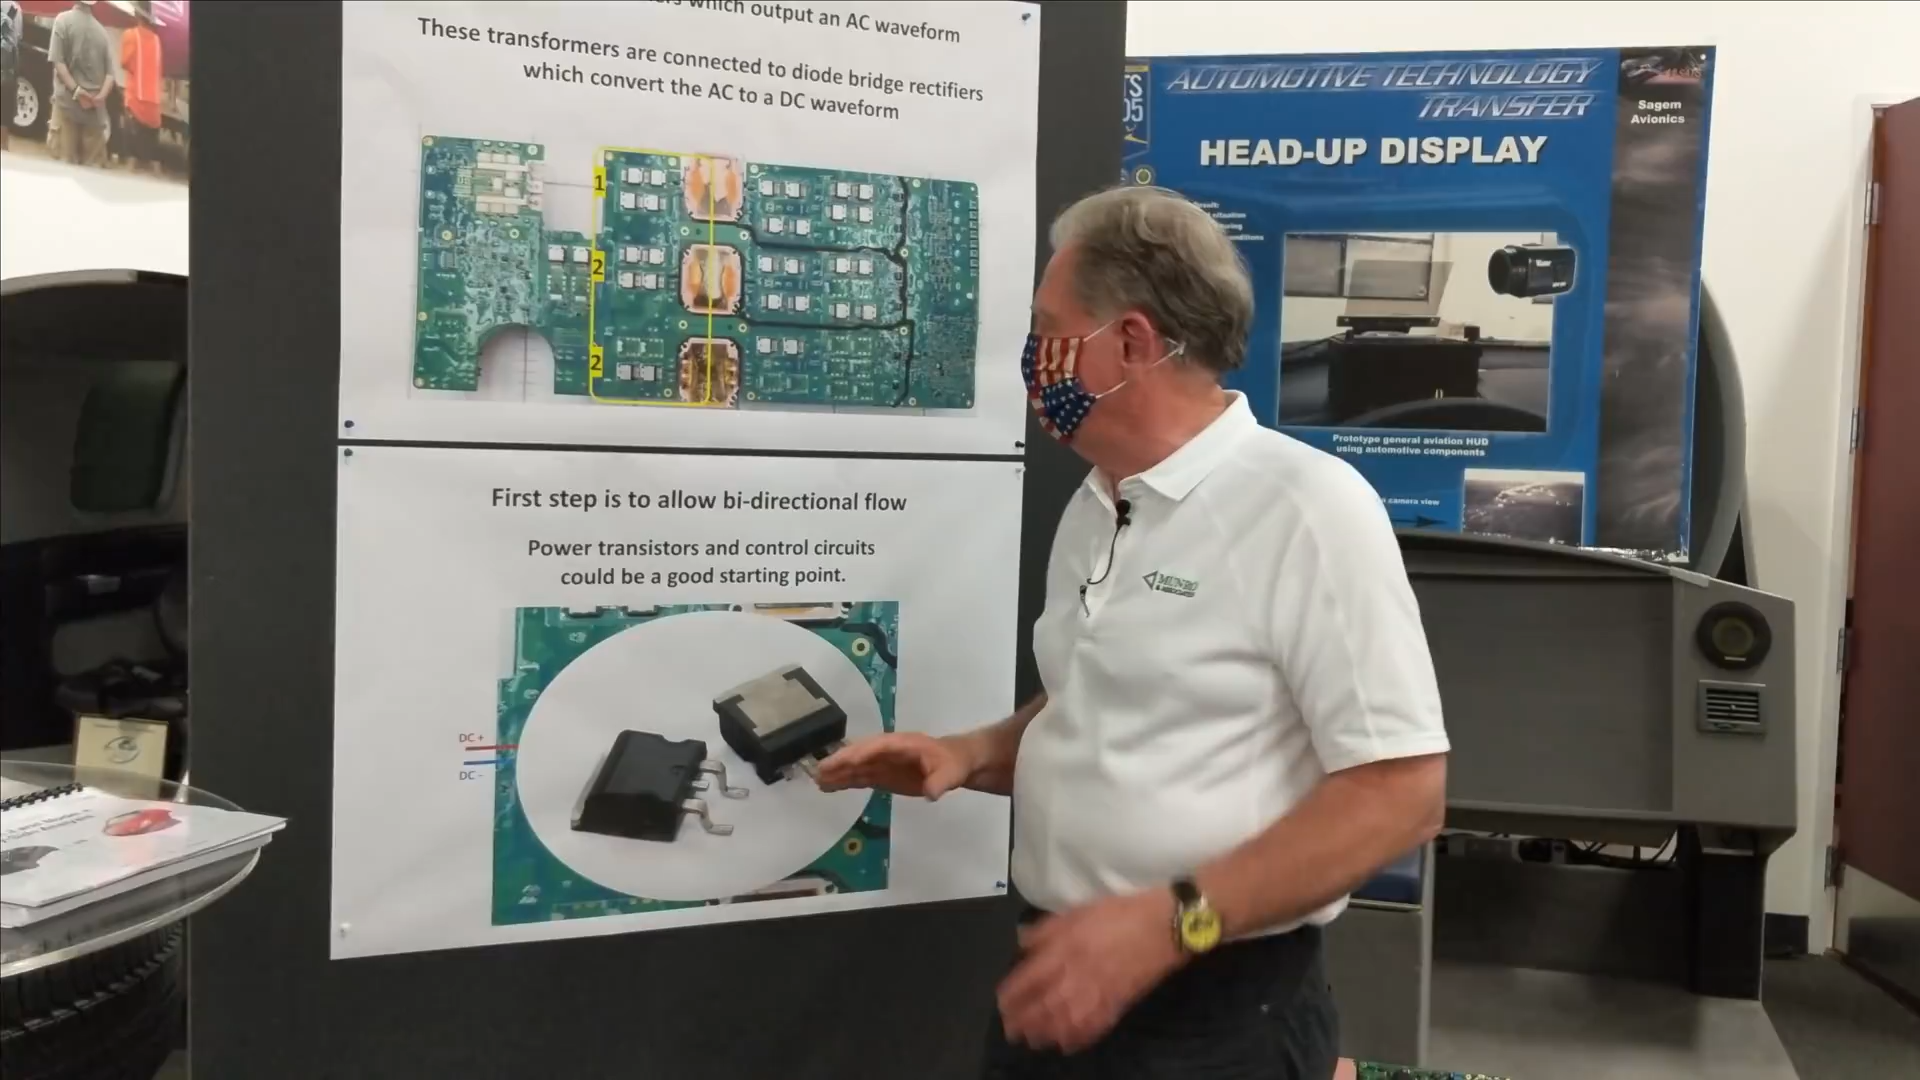 which output an AC waveform
These transformers are connected to diode bridge rectifiers
which convert the AC to a DC waveform
1
2
2
First step is to allow bi-directional flow
Power transistors and control circuits
could be a good starting point.
DC+
DC-
AUTOMOTIVE TECHNOLOGY
TRANSFER
HEAD-UP DISPLAY
Sagem
Avionics
Prototype general aviation HUD
using automotive components
camera view
MUNRO
& ASSOCIATES